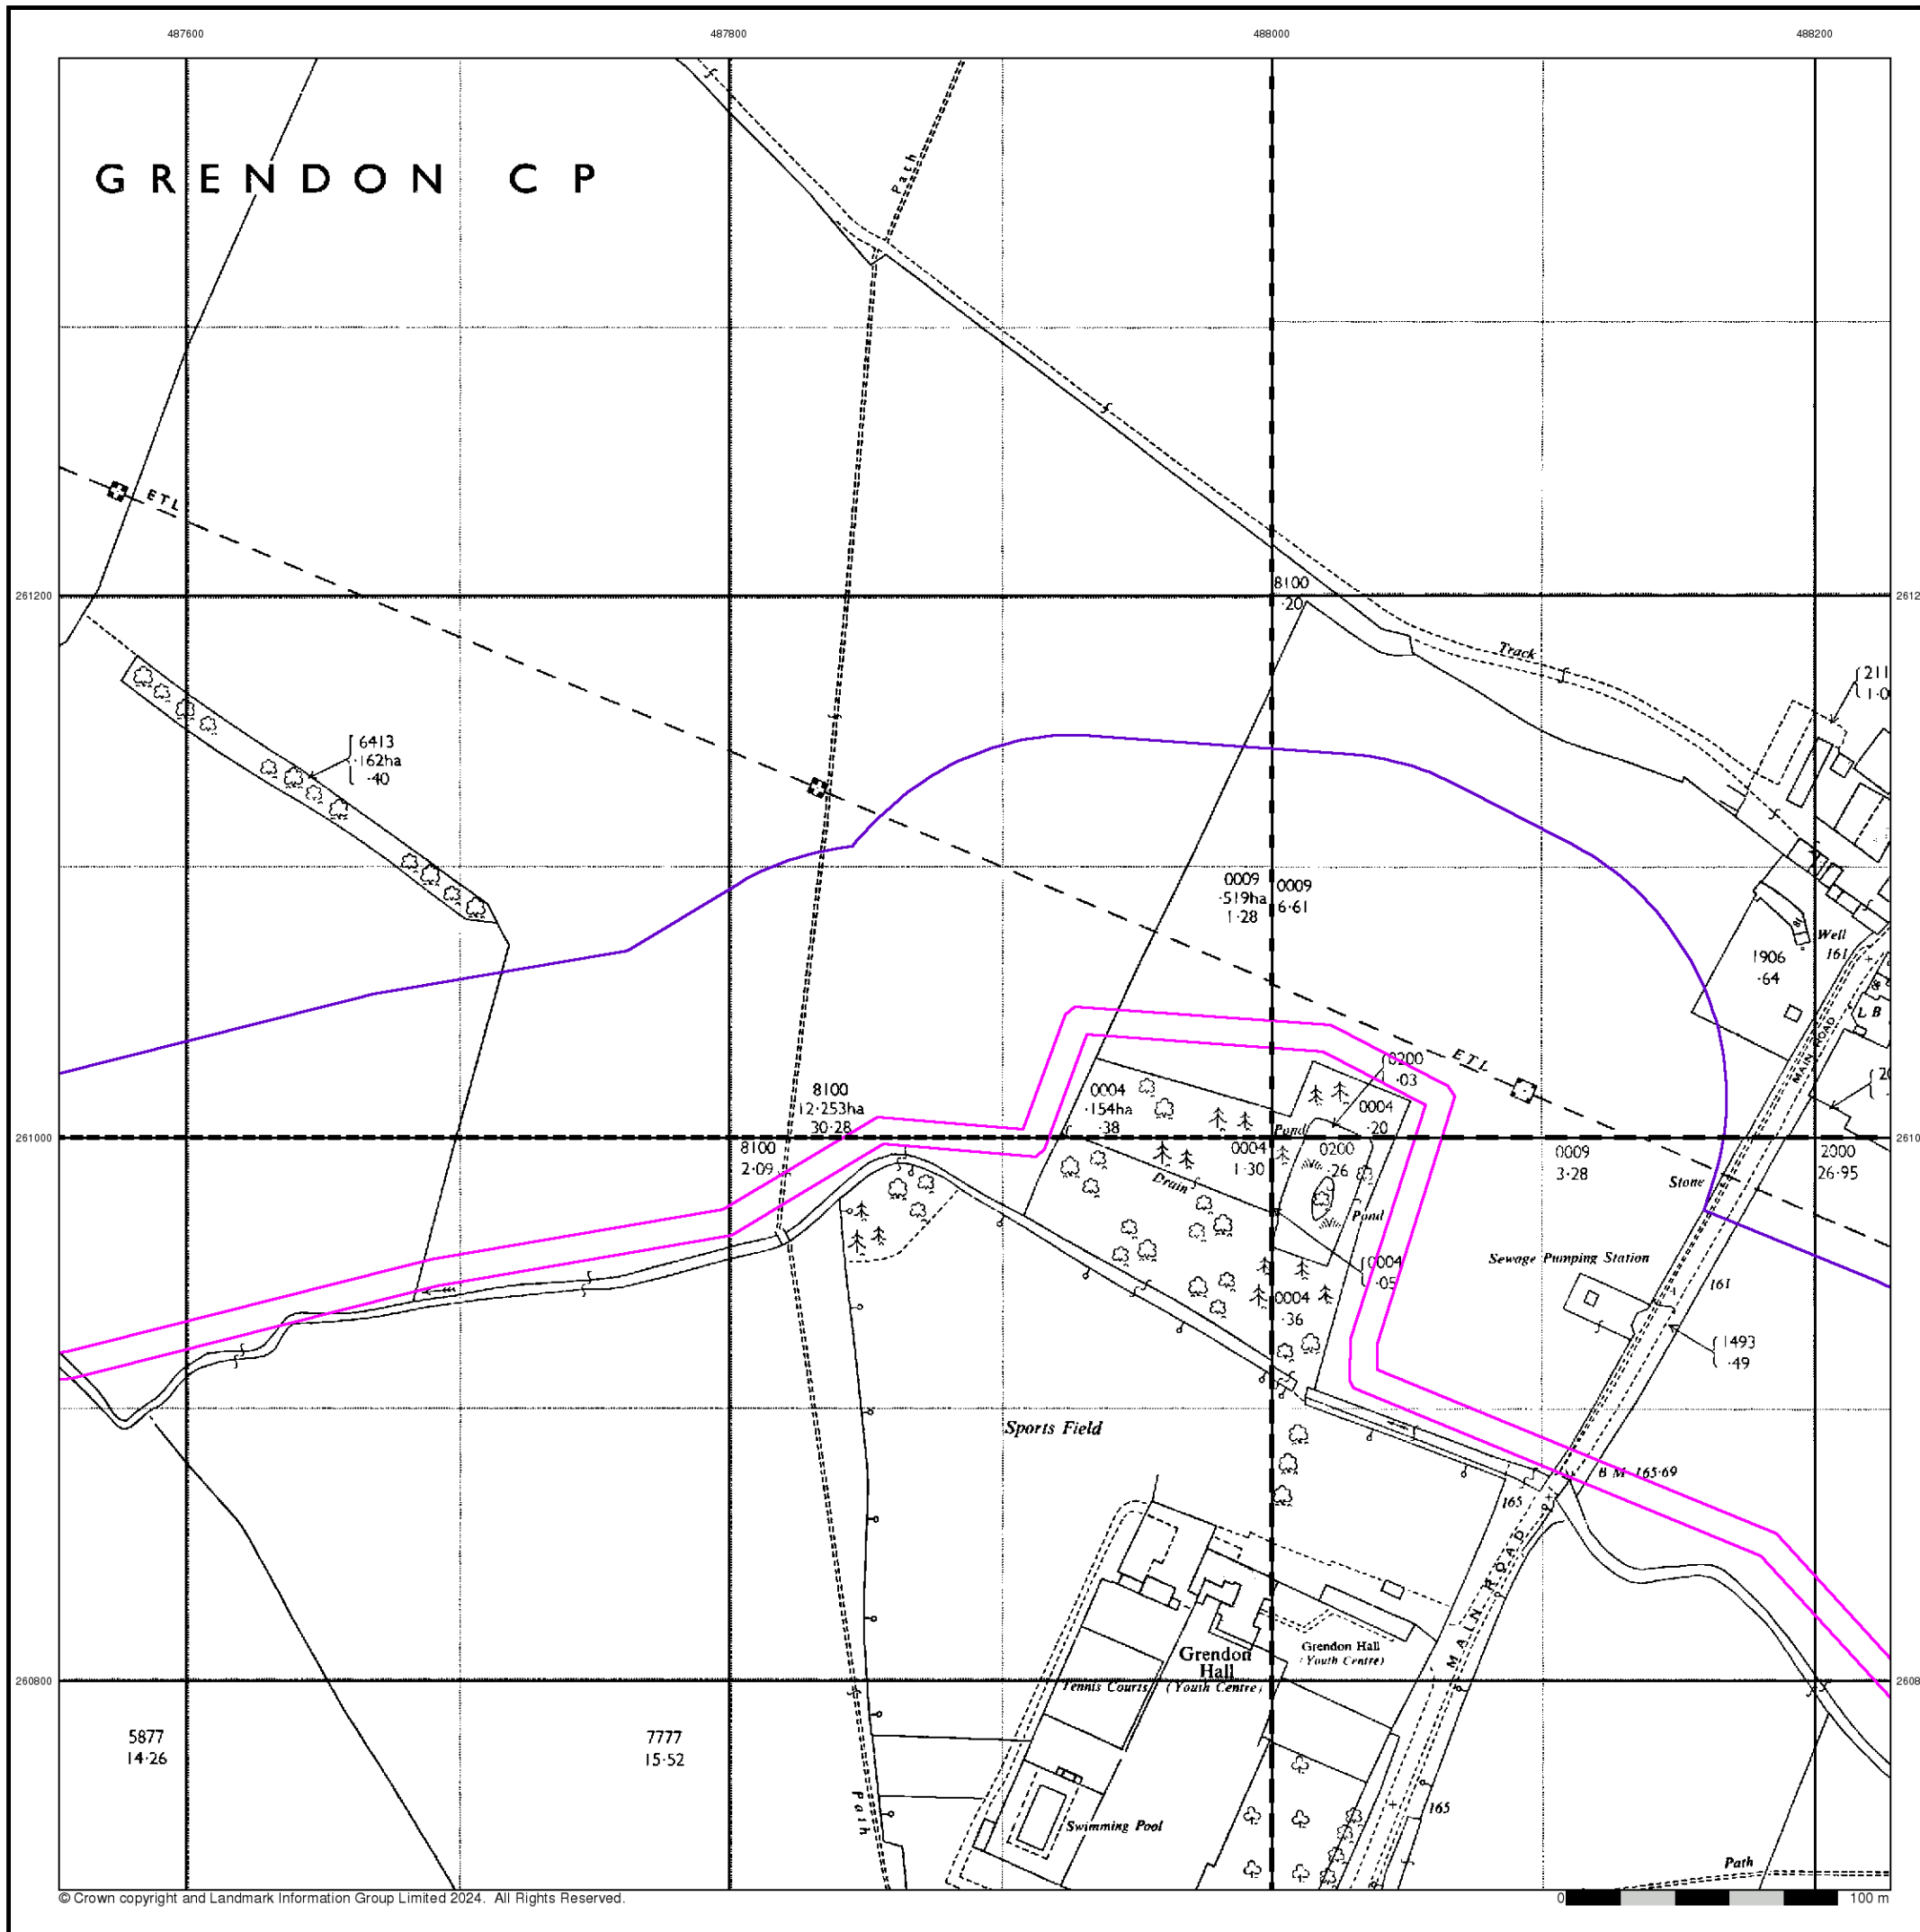 487600 487800 488000 488200
GRENDON CP
Path
ETL
261200
8100
·20
Track
211
1·0
6413
·162ha
·40
0009
·519ha
1·28
0009
6·61
Well
161
1906
·64
L B
MAIN ROAD
ETL
0200
·03
20
8100
12·253ha
30·28
0004
·154ha
·38
0004
·20
261000
Pond
8100
2·09
0004
1·30
0200
·26
0009
3·28
2000
26·95
Drain
Stone
Pond
Sewage Pumping Station
0004
·05
161
0004
·36
1493
·49
Sports Field
B M 165·69
165
MAIN ROAD
Grendon
Hall
(Youth Centre)
Grendon Hall
(Youth Centre)
260800
Tennis Courts
5877
14·26
7777
15·52
Path
Swimming Pool
165
Path
© Crown copyright and Landmark Information Group Limited 2024. All Rights Reserved.
0 100 m